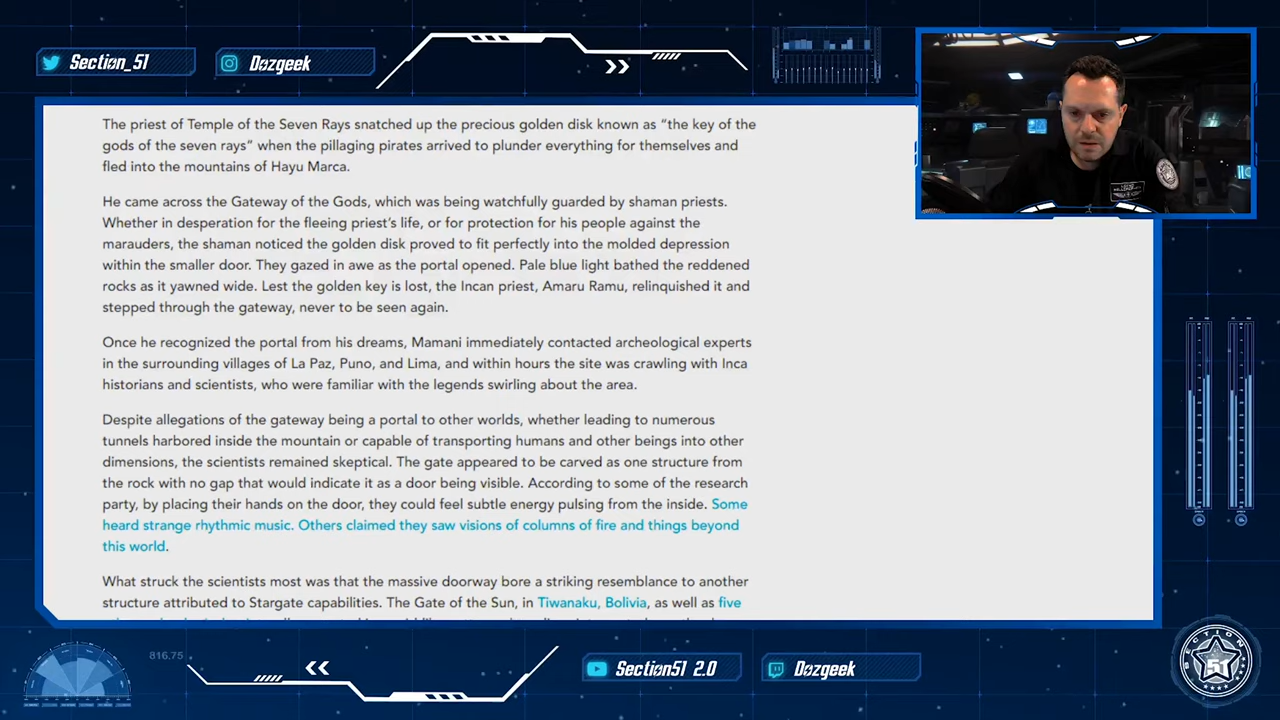 Section_51
Dozgeek
The priest of Temple of the Seven Rays snatched up the precious golden disk known as “the key of the
gods of the seven rays” when the pillaging pirates arrived to plunder everything for themselves and
fled into the mountains of Hayu Marca.
He came across the Gateway of the Gods, which was being watchfully guarded by shaman priests.
Whether in desperation for the fleeing priest’s life, or for protection for his people against the
marauders, the shaman noticed the golden disk proved to fit perfectly into the molded depression
within the smaller door. They gazed in awe as the portal opened. Pale blue light bathed the reddened
rocks as it yawned wide. Lest the golden key is lost, the Incan priest, Amaru Ramu, relinquished it and
stepped through the gateway, never to be seen again.
Once he recognized the portal from his dreams, Mamani immediately contacted archeological experts
in the surrounding villages of La Paz, Puno, and Lima, and within hours the site was crawling with Inca
historians and scientists, who were familiar with the legends swirling about the area.
Despite allegations of the gateway being a portal to other worlds, whether leading to numerous
tunnels harbored inside the mountain or capable of transporting humans and other beings into other
dimensions, the scientists remained skeptical. The gate appeared to be carved as one structure from
the rock with no gap that would indicate it as a door being visible. According to some of the research
party, by placing their hands on the door, they could feel subtle energy pulsing from the inside. Some
heard strange rhythmic music. Others claimed they saw visions of columns of fire and things beyond
this world.
What struck the scientists most was that the massive doorway bore a striking resemblance to another
structure attributed to Stargate capabilities. The Gate of the Sun, in Tiwanaku, Bolivia, as well as five
816.75
Section51 2.0
Dozgeek
SECTION
51